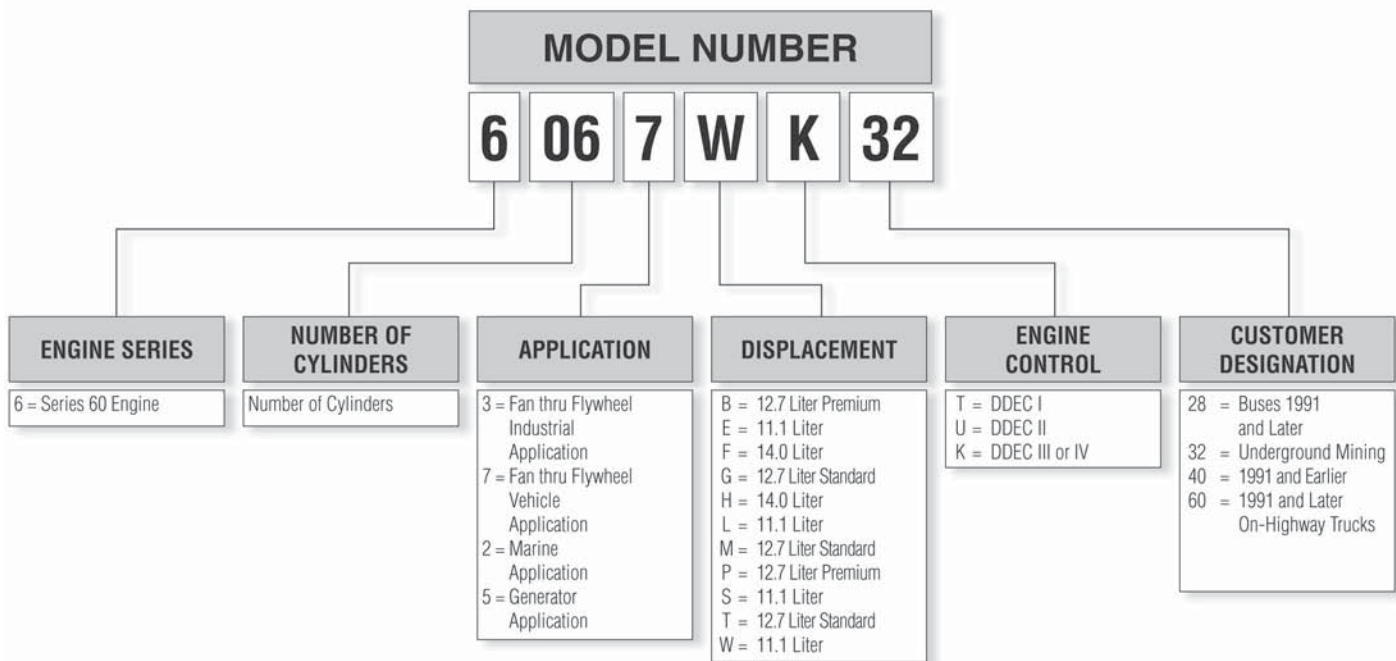 MODEL NUMBER
6 06 7 W K 32
ENGINE SERIES
6 = Series 60 Engine
NUMBER OF
CYLINDERS
Number of Cylinders
APPLICATION
3 = Fan thru Flywheel
Industrial
Application
7 = Fan thru Flywheel
Vehicle
Application
2 = Marine
Application
5 = Generator
Application
DISPLACEMENT
B = 12.7 Liter Premium
E = 11.1 Liter
F = 14.0 Liter
G = 12.7 Liter Standard
H = 14.0 Liter
L = 11.1 Liter
M = 12.7 Liter Standard
P = 12.7 Liter Premium
S = 11.1 Liter
T = 12.7 Liter Standard
W = 11.1 Liter
ENGINE
CONTROL
T = DDEC I
U = DDEC II
K = DDEC III or IV
CUSTOMER
DESIGNATION
28 = Buses 1991
and Later
32 = Underground Mining
40 = 1991 and Earlier
60 = 1991 and Later
On-Highway Trucks